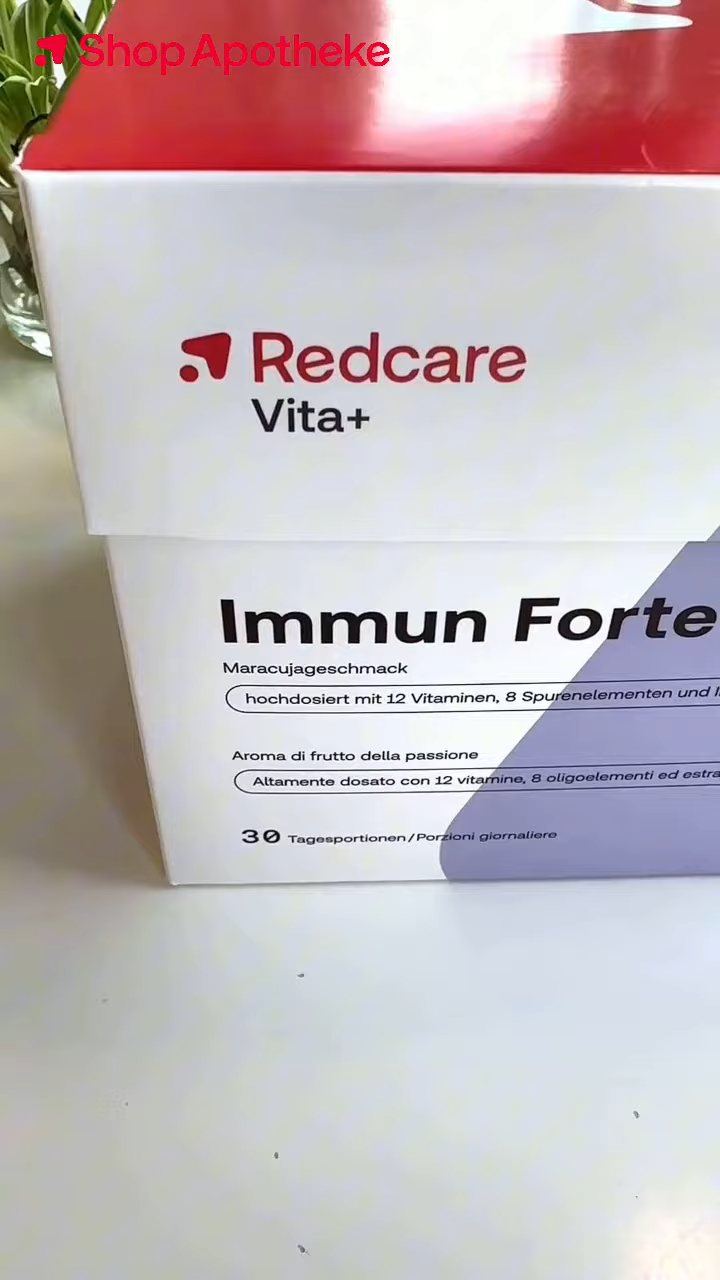 Shop Apotheke
Redcare
Vita+
Immun Forte
Maracujageschmack
hochdosiert mit 12 Vitaminen, 8 Spurenelementen und
Aroma di frutto della passione
Altamente dosato con 12 vitamine, 8 oligoelementi ed
30 Tagesportionen/Porzioni giornaliere